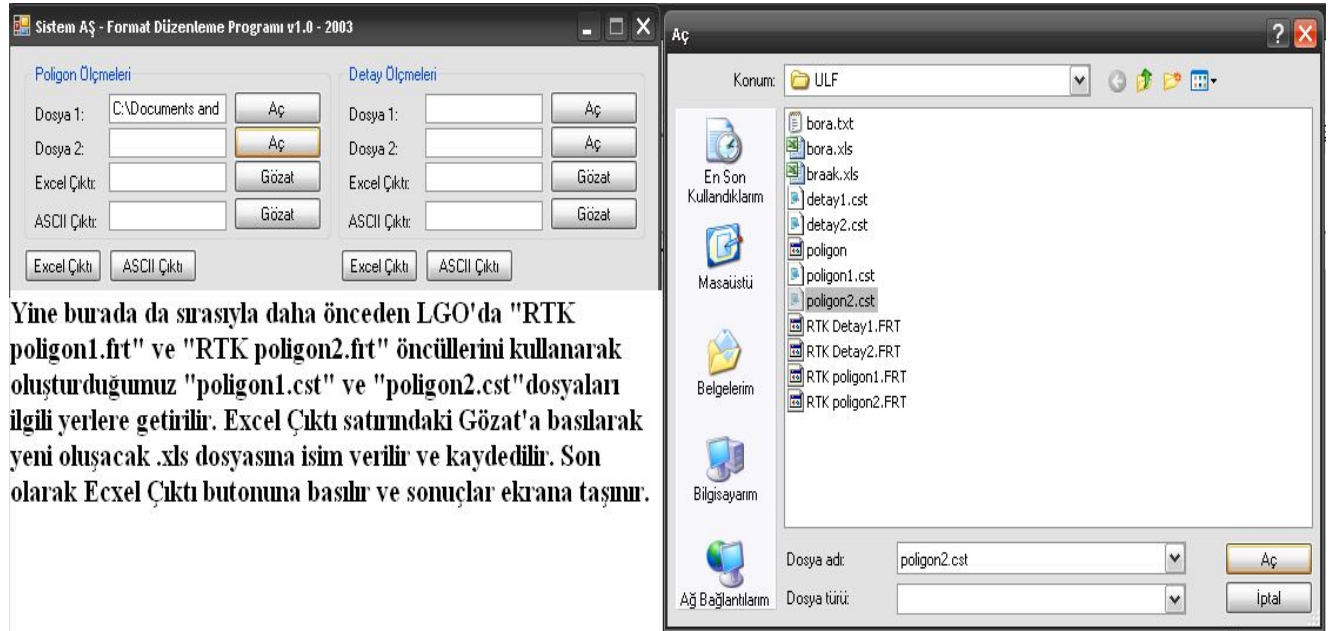 Sistem AŞ - Format Düzenleme Programı v1.0 - 2003
Poligon Ölçmeleri
Dosya 1: C:\Documents and Aç
Dosya 2: Aç
Excel Çıktı: Gözat
ASCII Çıktı: Gözat
Excel Çıktı ASCII Çıktı
Detay Ölçmeleri
Dosya 1: Aç
Dosya 2: Aç
Excel Çıktı: Gözat
ASCII Çıktı: Gözat
Excel Çıktı ASCII Çıktı
Yine burada da sırasıyla daha önceden LGO'da "RTK
poligon1.frt" ve "RTK poligon2.frt" öncüllerini kullanarak
oluşturduğumuz "poligon1.cst" ve "poligon2.cst"dosyaları
ilgili yerlere getirilir. Excel Çıktı satırındaki Gözat'a basılarak
yeni oluşacak .xls dosyasına isim verilir ve kaydedilir. Son
olarak Ecxel Çıktı butonuna basılır ve sonuçlar ekrana taşınır.
Aç
Konum: ULF
En Son
Kullandıklarım
Masaüstü
Belgelerim
Bilgisayarım
Ağ Bağlantılarım
bora.txt
bora.xls
braak.xls
detay1.cst
detay2.cst
poligon
poligon1.cst
poligon2.cst
RTK Detay1.FRT
RTK Detay2.FRT
RTK poligon1.FRT
RTK poligon2.FRT
Dosya adı: poligon2.cst Aç
Dosya türü: İptal